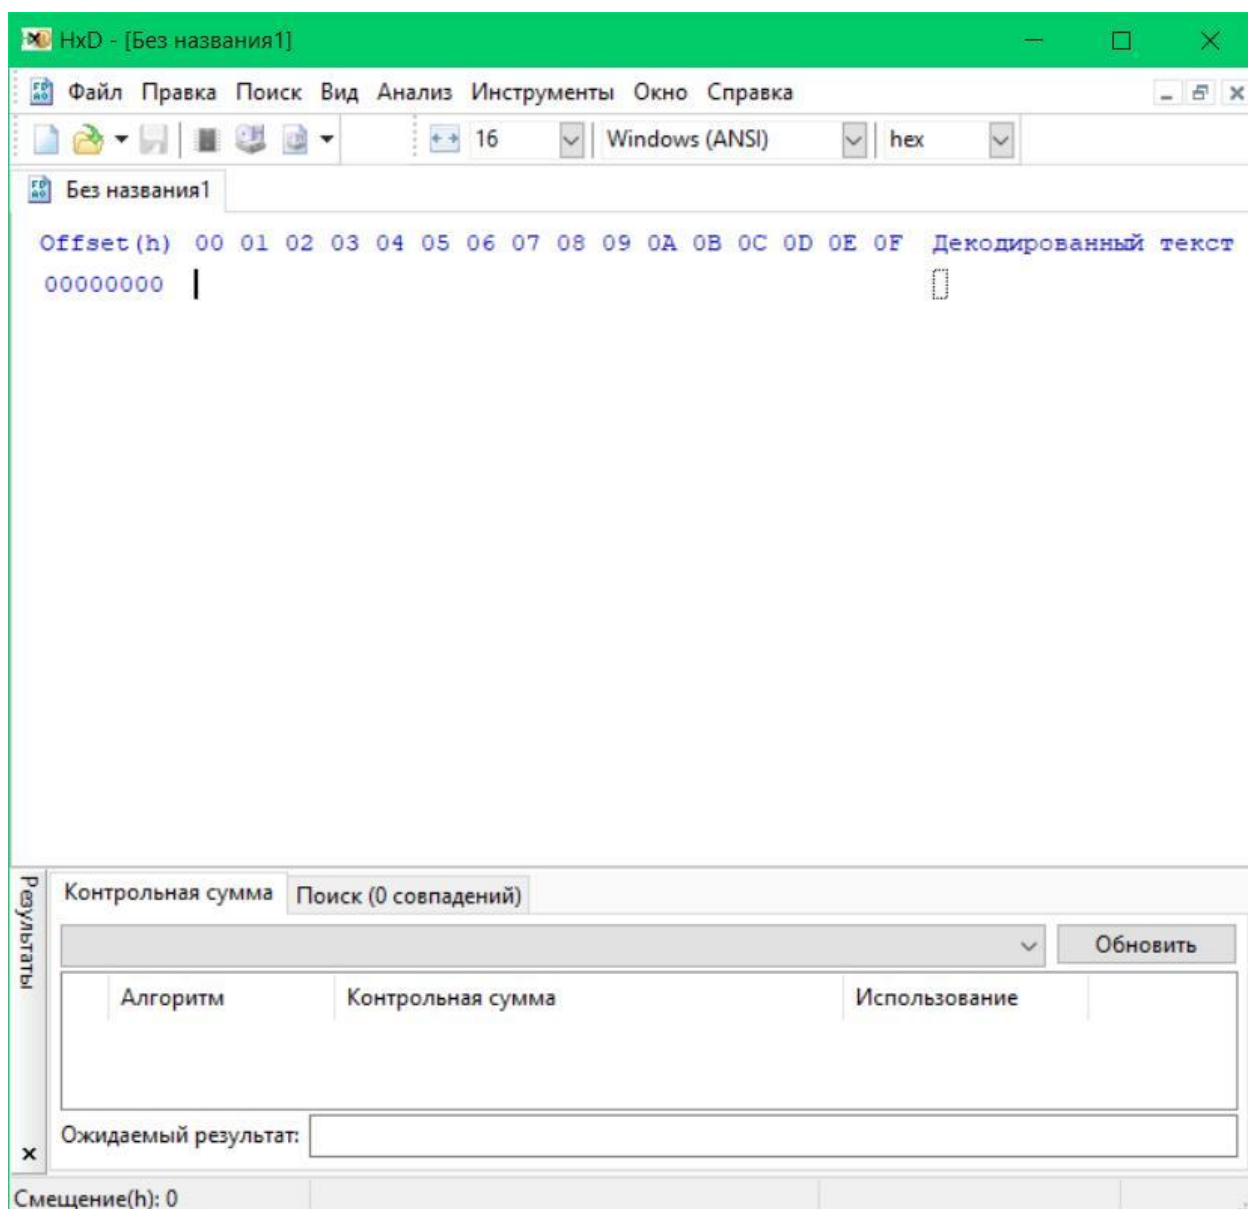 HxD - [Без названия1]
Файл Правка Поиск Вид Анализ Инструменты Окно Справка
16 Windows (ANSI) hex
Без названия1
Offset(h) 00 01 02 03 04 05 06 07 08 09 0A 0B 0C 0D 0E 0F Декодированный текст
00000000
Результаты
Контрольная сумма Поиск (0 совпадений)
Обновить
Алгоритм Контрольная сумма Использование
Ожидаемый результат:
Смещение(h): 0